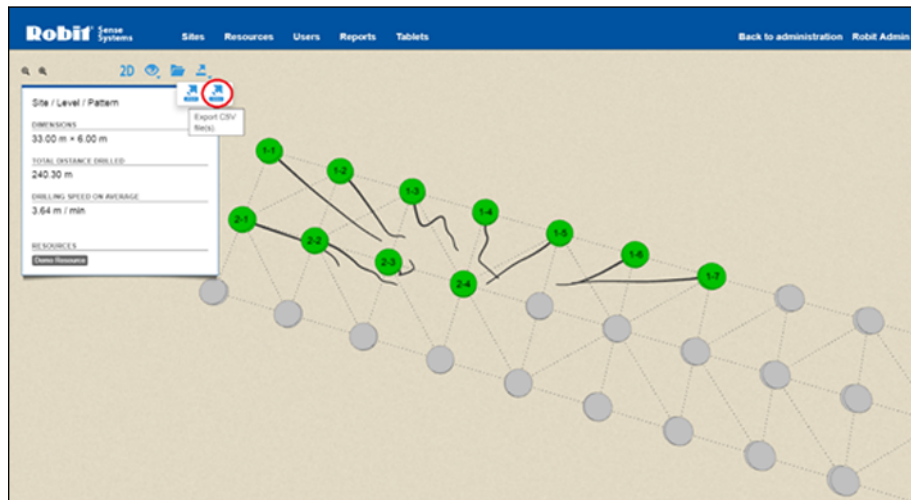 Robit Sense Systems Sites Resources Users Reports Tablets Back to administration Robit Admin
2D
Site / Level / Pattern
Export CSV
file(s)
DIMENSIONS
33.00 m × 6.00 m
TOTAL DISTANCE DRILLED
240.30 m
DRILLING SPEED ON AVERAGE
3.64 m / min
RESOURCES
Demo Resource
1-1
1-2
1-3
1-4
1-5
1-6
1-7
2-1
2-2
2-3
2-4